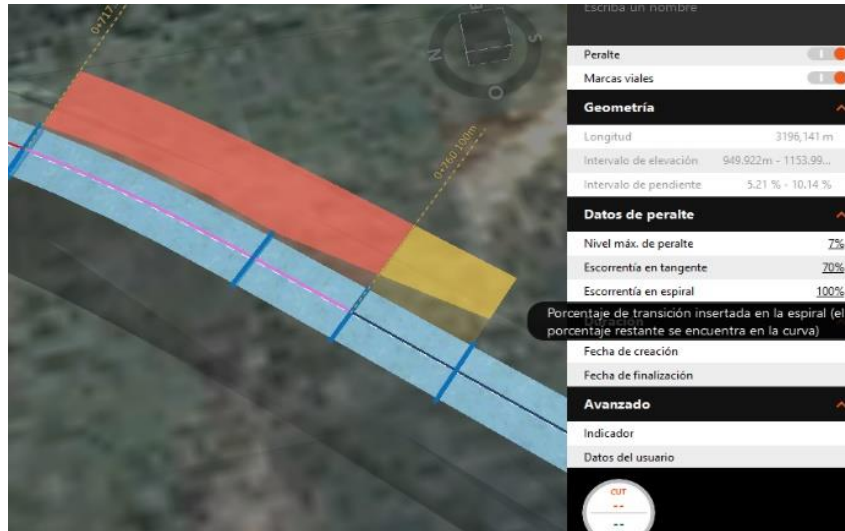 Escriba un nombre
Peralte
Marcas viales
Geometría
Longitud 3196,141 m
Intervalo de elevación 949.922m - 1153.99...
Intervalo de pendiente 5.21 % - 10.14 %
Datos de peralte
Nivel máx. de peralte 7%
Escorrentía en tangente 70%
Escorrentía en espiral 100%
Porcentaje de transición insertada en la espiral (el
porcentaje restante se encuentra en la curva)
Duración
Fecha de creación
Fecha de finalización
Avanzado
Indicador
Datos del usuario
CUT
--
--
0+717...
0+760.100m
N
S
E
O